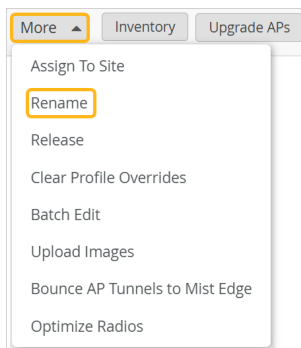 More Inventory Upgrade APs
Assign To Site
Rename
Release
Clear Profile Overrides
Batch Edit
Upload Images
Bounce AP Tunnels to Mist Edge
Optimize Radios